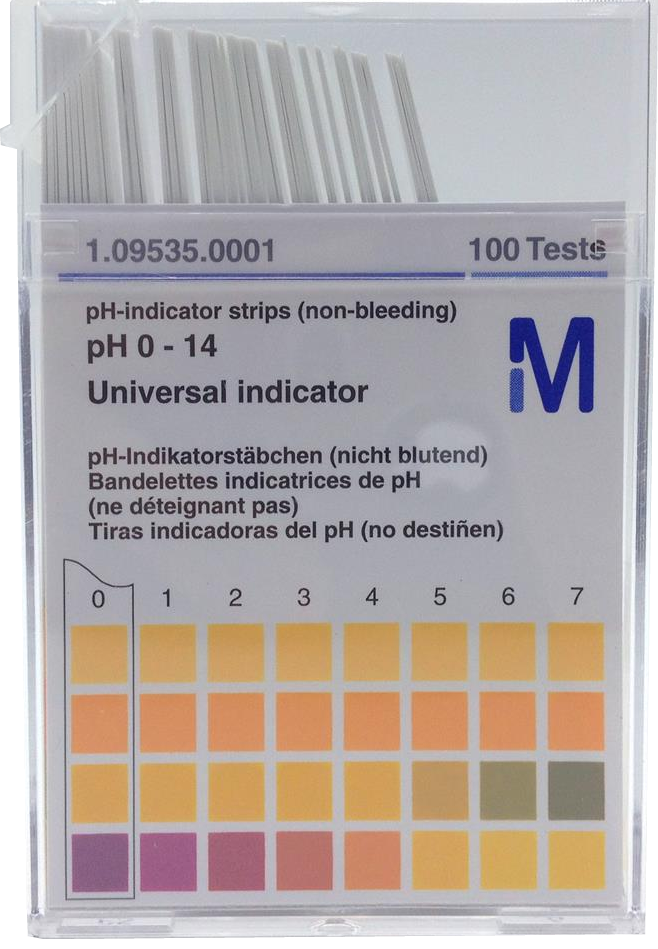 1.09535.0001 100 Tests
pH-indicator strips (non-bleeding)
pH 0 - 14
Universal indicator
M
pH-Indikatorstäbchen (nicht blutend)
Bandelettes indicatrices de pH
(ne déteignant pas)
Tiras indicadoras del pH (no destiñen)
0 1 2 3 4 5 6 7